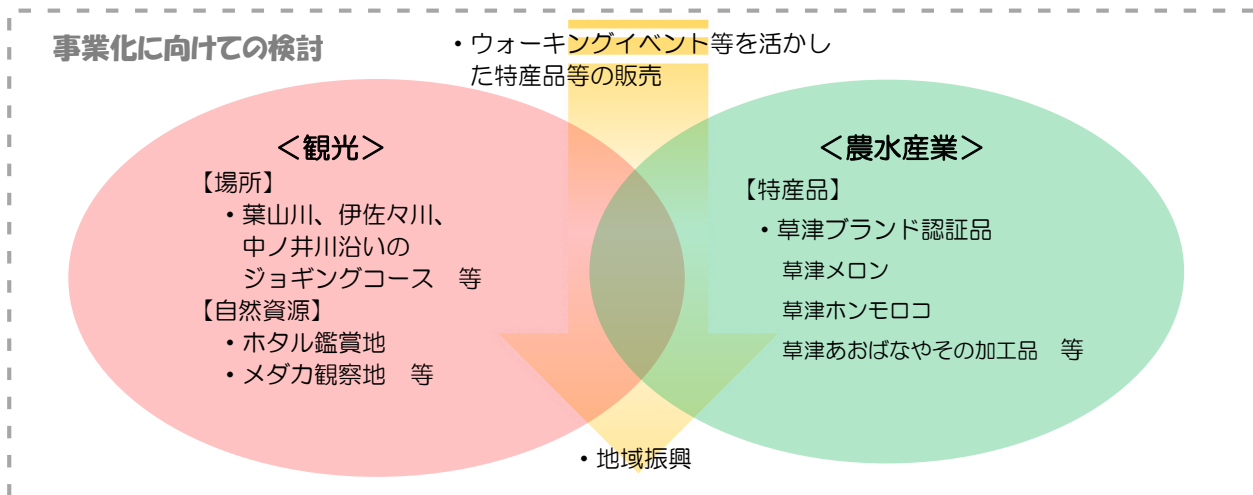 事業化に向けての検討
・ウォーキングイベント等を活かし
た特産品等の販売
＜観光＞
【場所】
・葉山川、伊佐々川、
中ノ井川沿いの
ジョギングコース　等
【自然資源】
・ホタル鑑賞地
・メダカ観察地　等
＜農水産業＞
【特産品】
・草津ブランド認証品
草津メロン
草津ホンモロコ
草津あおばなやその加工品　等
・地域振興